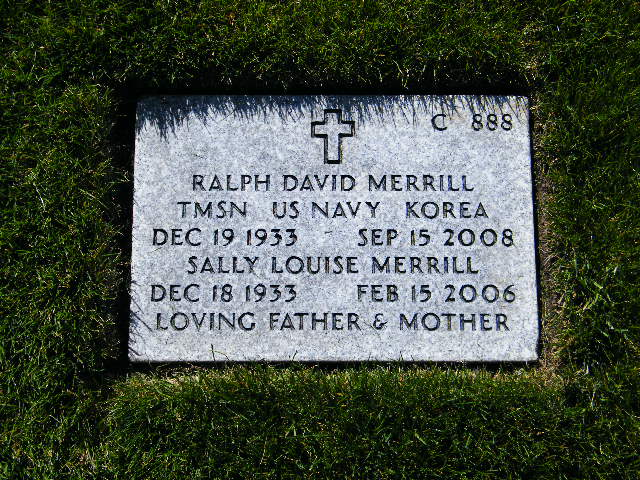 C 888
RALPH DAVID MERRILL
TMSN US NAVY KOREA
DEC 19 1933 SEP 15 2008
SALLY LOUISE MERRILL
DEC 18 1933 FEB 15 2006
LOVING FATHER & MOTHER